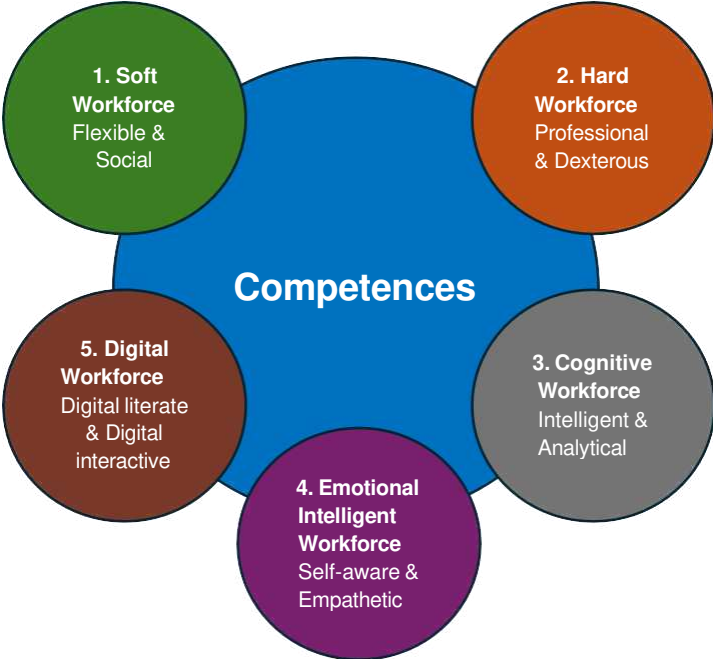 1. Soft
Workforce
Flexible &
Social
2. Hard
Workforce
Professional
& Dexterous
Competences
3. Cognitive
Workforce
Intelligent &
Analytical
4. Emotional
Intelligent
Workforce
Self-aware &
Empathetic
5. Digital
Workforce
Digital literate
& Digital
interactive